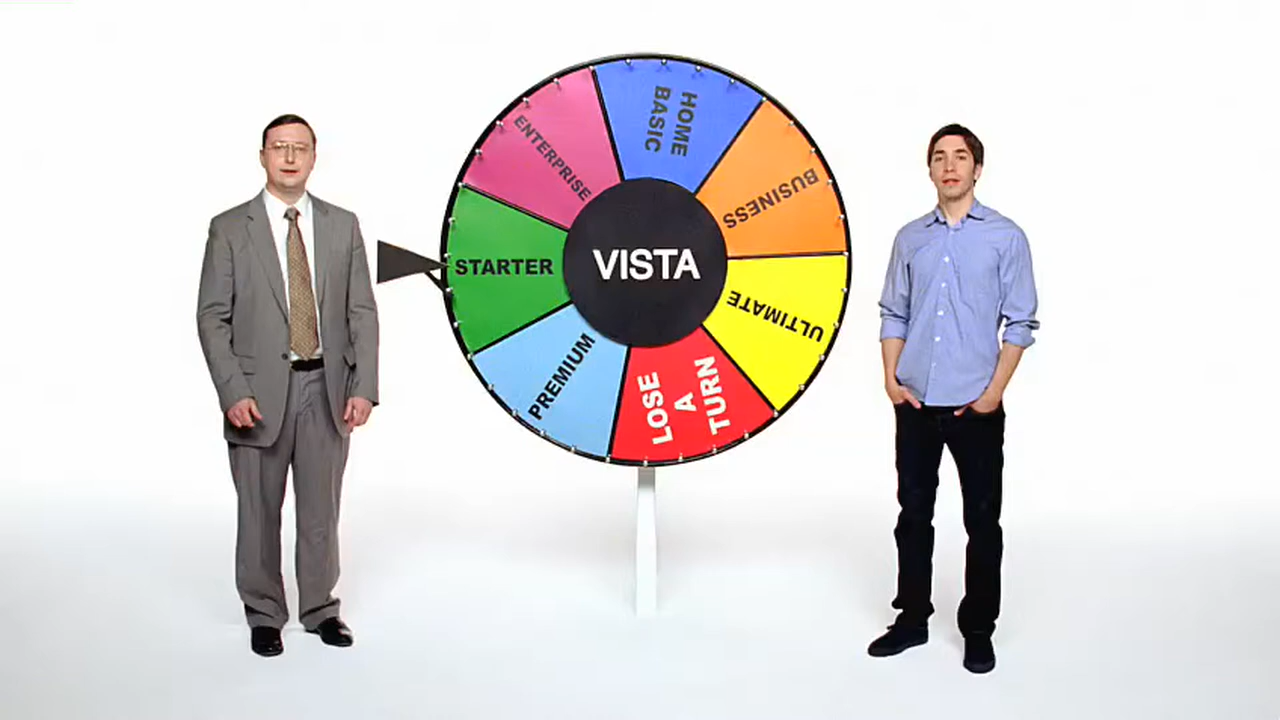 HOME
BASIC
BUSINESS
ULTIMATE
LOSE
A
TURN
PREMIUM
STARTER
ENTERPRISE
VISTA